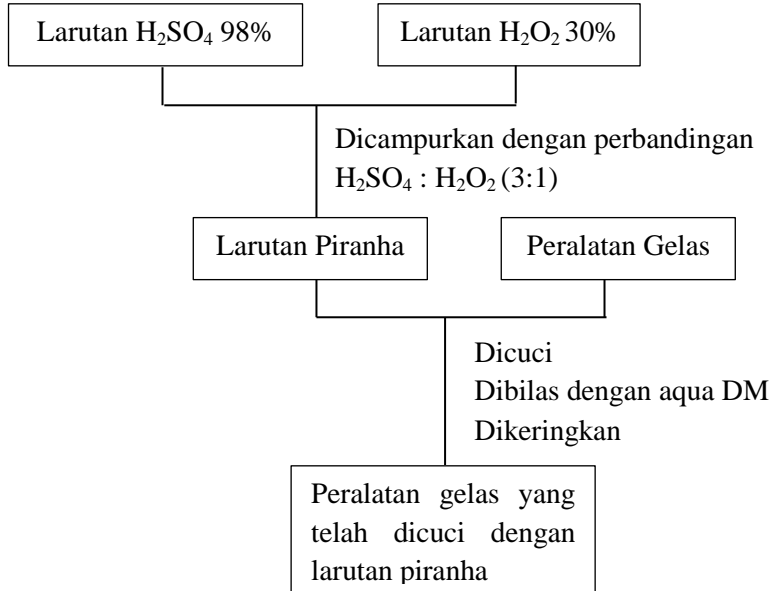 Larutan H₂SO₄ 98%
Larutan H₂O₂ 30%
Dicampurkan dengan perbandingan
H₂SO₄ : H₂O₂ (3:1)
Larutan Piranha
Peralatan Gelas
Dicuci
Dibilas dengan aqua DM
Dikeringkan
Peralatan gelas yang
telah dicuci dengan
larutan piranha